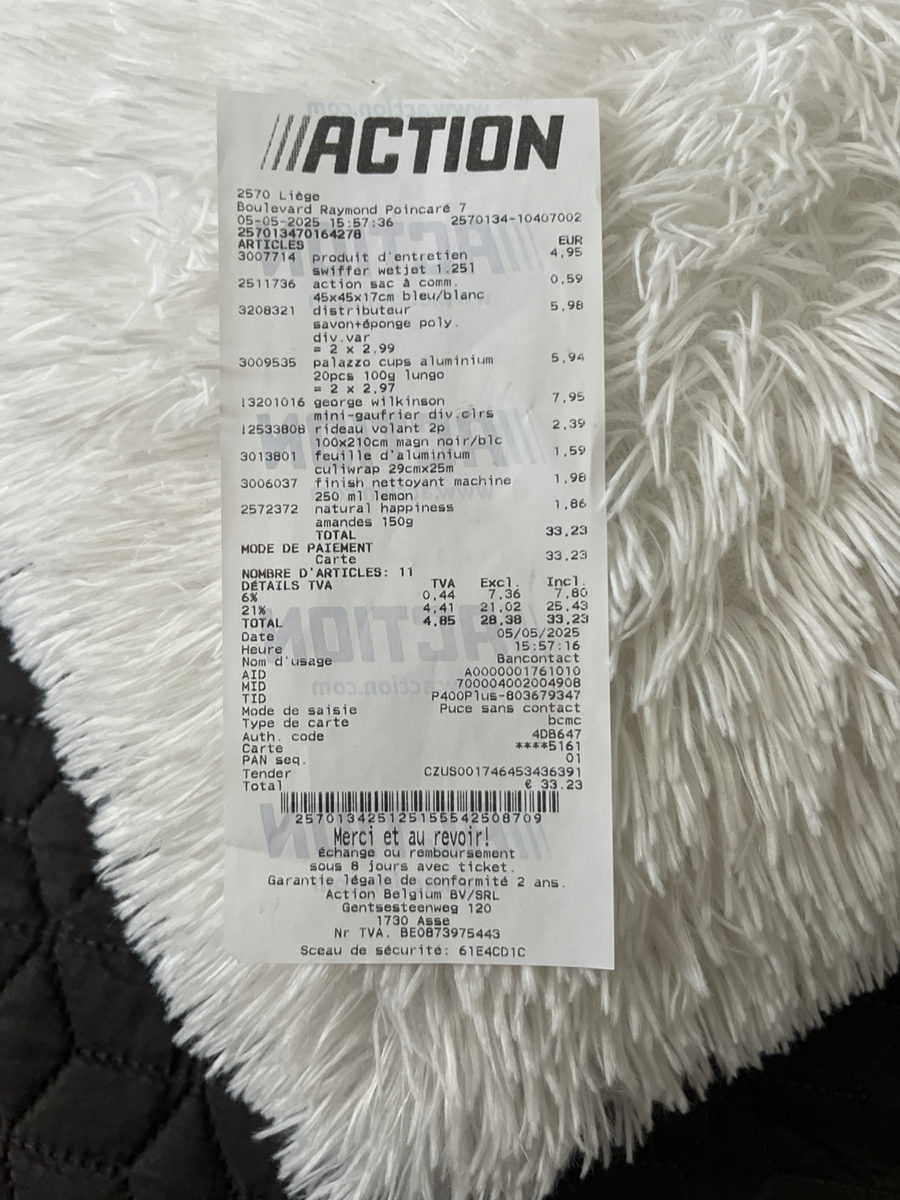 ACTION
2570 Liège
Boulevard Raymond Poincaré 7
05-05-2025 15:57:36 2570134-10407002
257013470164278
ARTICLES EUR
3007714 produit d'entretien 4,95
swiffer wetjet 1.25l
2511736 action sac à comm. 0,59
45x45x17cm bleu/blanc
3208321 distributeur 5,98
savon+éponge poly.
div.var
= 2 x 2,99
3009535 palazzo cups aluminium 5,94
20pcs 100g lungo
= 2 x 2,97
13201016 george wilkinson 7,95
mini-gaufrier div.clrs
12533808 rideau volant 2p 2,39
100x210cm magn noir/blc
3013801 feuille d'aluminium 1,59
culiwrap 29cmx25m
3006037 finish nettoyant machine 1,98
250 ml lemon
2572372 natural happiness 1,86
amandes 150g
TOTAL 33,23
MODE DE PAIEMENT
Carte 33,23
NOMBRE D'ARTICLES: 11
DÉTAILS TVA TVA Excl. Incl.
6% 0,44 7,36 7,80
21% 4,41 21,02 25,43
TOTAL 4,85 28,38 33,23
Date 05/05/2025
Heure 15:57:16
Nom d'usage Bancontact
AID A0000001761010
MID 700004002004908
TID P400Plus-803679347
Mode de saisie Puce sans contact
Type de carte bcmc
Auth. code 4DB647
Carte ****5161
PAN seq. 01
Tender CZUS001746453436391
Total € 33.23
257013425125155542508709
Merci et au revoir!
échange ou remboursement
sous 8 jours avec ticket.
Garantie légale de conformité 2 ans.
Action Belgium BV/SRL
Gentsesteenweg 120
1730 Asse
Nr TVA. BE0873975443
Sceau de sécurité: 61E4CD1C